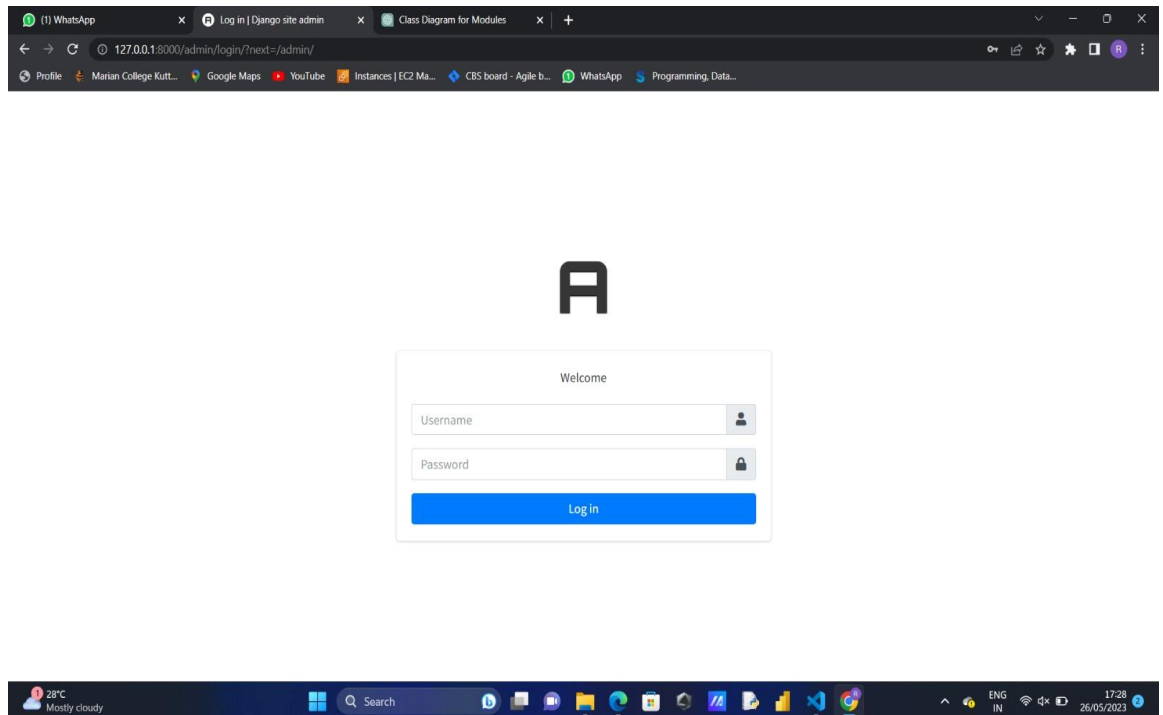 (1) WhatsApp
Log in | Django site admin
Class Diagram for Modules
127.0.0.1:8000/admin/login/?next=/admin/
R
Profile Marian College Kutt... Google Maps YouTube Instances | EC2 Ma... CBS board - Agile b... WhatsApp Programming, Data...
A
Welcome
Username
Password
Log in
1
28°C
Mostly cloudy
Search
ENG
IN
17:28
26/05/2023
2